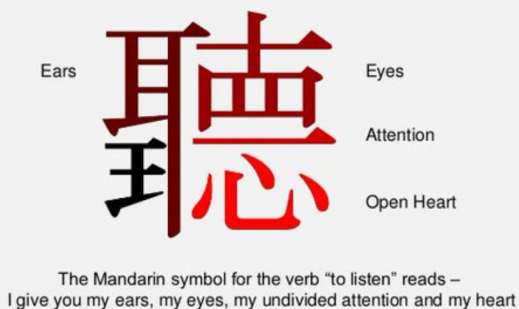 聽
Ears
Eyes
Attention
Open Heart
The Mandarin symbol for the verb “to listen” reads –
I give you my ears, my eyes, my undivided attention and my heart